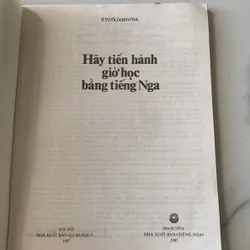 Hãy tiến hành
giờ học
bằng tiếng Nga
HÀ NỘI
NHÀ XUẤT BẢN «GIÁO DỤC»
1987
MATXCƠVA
NHÀ XUẤT BẢN «TIẾNG NGA»
1987